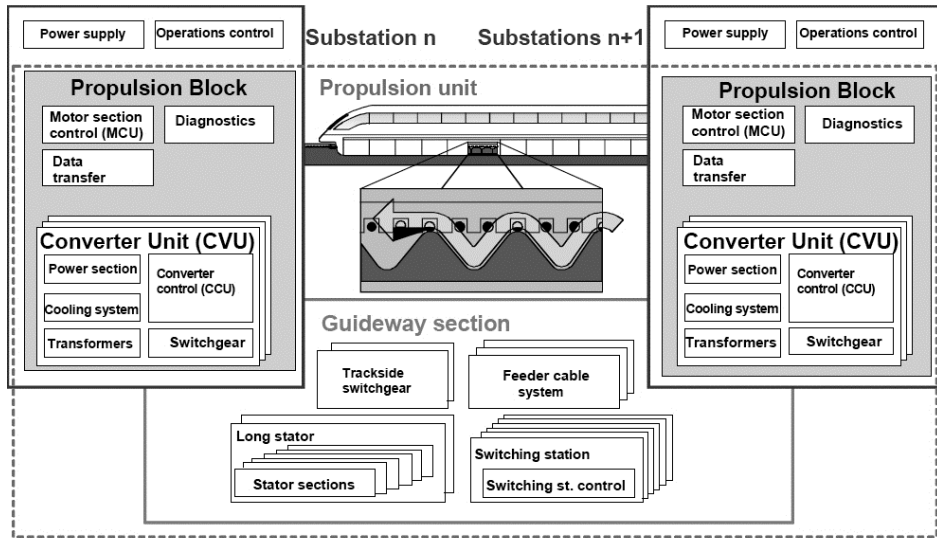 Power supply
Operations control
Substation n
Substations n+1
Power supply
Operations control
Propulsion Block
Motor section
control (MCU)
Diagnostics
Data
transfer
Converter Unit (CVU)
Power section
Converter
control (CCU)
Cooling system
Transformers
Switchgear
Propulsion unit
Propulsion Block
Motor section
control (MCU)
Diagnostics
Data
transfer
Converter Unit (CVU)
Power section
Converter
control (CCU)
Cooling system
Transformers
Switchgear
Guideway section
Trackside
switchgear
Feeder cable
system
Long stator
Stator sections
Switching station
Switching st. control